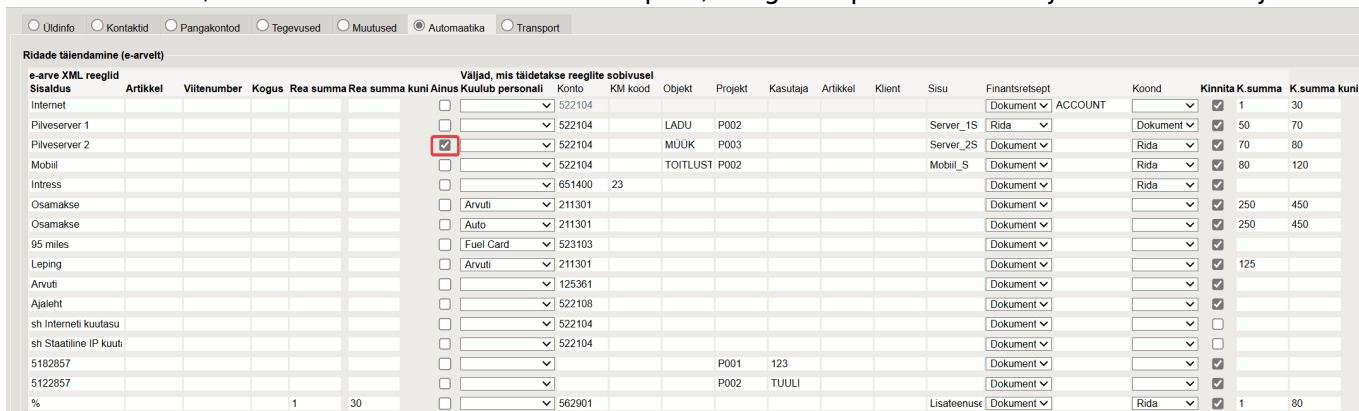 Üldinfo Kontaktid Pangakontod Tegevused Muutused Automaatika Transport
Ridade täiendamine (e-arvelt)
e-arve XML reeglid Väljad, mis täidetakse reeglite sobivusel
Sisaldus Artikkel Viitenumber Kogus Rea summa Rea summa kuni Ainus Kuulub personali Konto KM kood Objekt Projekt Kasutaja Artikkel Klient Sisu Finantsretsept Koond Kinnita K.summa K.summa kuni
Internet 522104 Dokument ACCOUNT 1 30
Pilveserver 1 522104 LADU P002 Server_1S Rida Dokument 50 70
Pilveserver 2 522104 MÜÜK P003 Server_2S Dokument Rida 70 80
Mobiil 522104 TOITLUST P002 Mobiil_S Dokument Rida 80 120
Intress 651400 23 Dokument Rida
Osamakse Arvuti 211301 Dokument 250 450
Osamakse Auto 211301 Dokument 250 450
95 miles Fuel Card 523103 Dokument
Leping Arvuti 211301 Dokument 125
Arvuti 125361 Dokument
Ajaleht 522108 Dokument
sh Interneti kuutasu 522104 Dokument
sh Staatiline IP kuuta 522104 Dokument
5182857 P001 123 Dokument
5122857 P002 TUULI Dokument
% 1 30 562901 Lisateenuse Dokument Rida 1 80